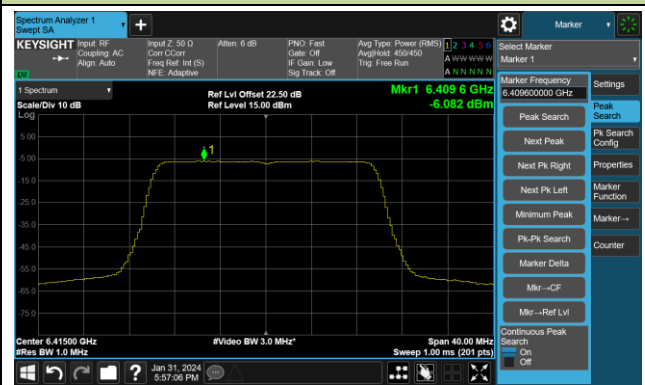 Spectrum Analyzer 1
Swept SA
+
Marker
KEYSIGHT
Input: RF
Coupling: AC
Align: Auto
Input Z: 50 Ω
Corr CCorr
Freq Ref: Int (S)
NFE: Adaptive
Atten: 6 dB
PNO: Fast
Gate: Off
IF Gain: Low
Sig Track: Off
Avg Type: Power (RMS)
Avg|Hold: 450/450
Trig: Free Run
1 2 3 4 5 6
A W W W W W
A N N N N N
Select Marker
Marker 1
LXI
1 Spectrum
Scale/Div 10 dB
Log
Ref Lvl Offset 22.50 dB
Ref Level 15.00 dBm
Mkr1 6.409 6 GHz
-6.082 dBm
1
5.00
-5.00
-15.0
-25.0
-35.0
-45.0
-55.0
-65.0
-75.0
Center 6.41500 GHz
#Res BW 1.0 MHz
#Video BW 3.0 MHz*
Span 40.00 MHz
Sweep 1.00 ms (201 pts)
Marker Frequency
6.409600000 GHz
Peak Search
Next Peak
Next Pk Right
Next Pk Left
Minimum Peak
Pk-Pk Search
Marker Delta
Mkr→CF
Mkr→Ref Lvl
Continuous Peak
Search
On
Off
Settings
Peak
Search
Pk Search
Config
Properties
Marker
Function
Marker→
Counter
?
Jan 31, 2024
5:57:06 PM